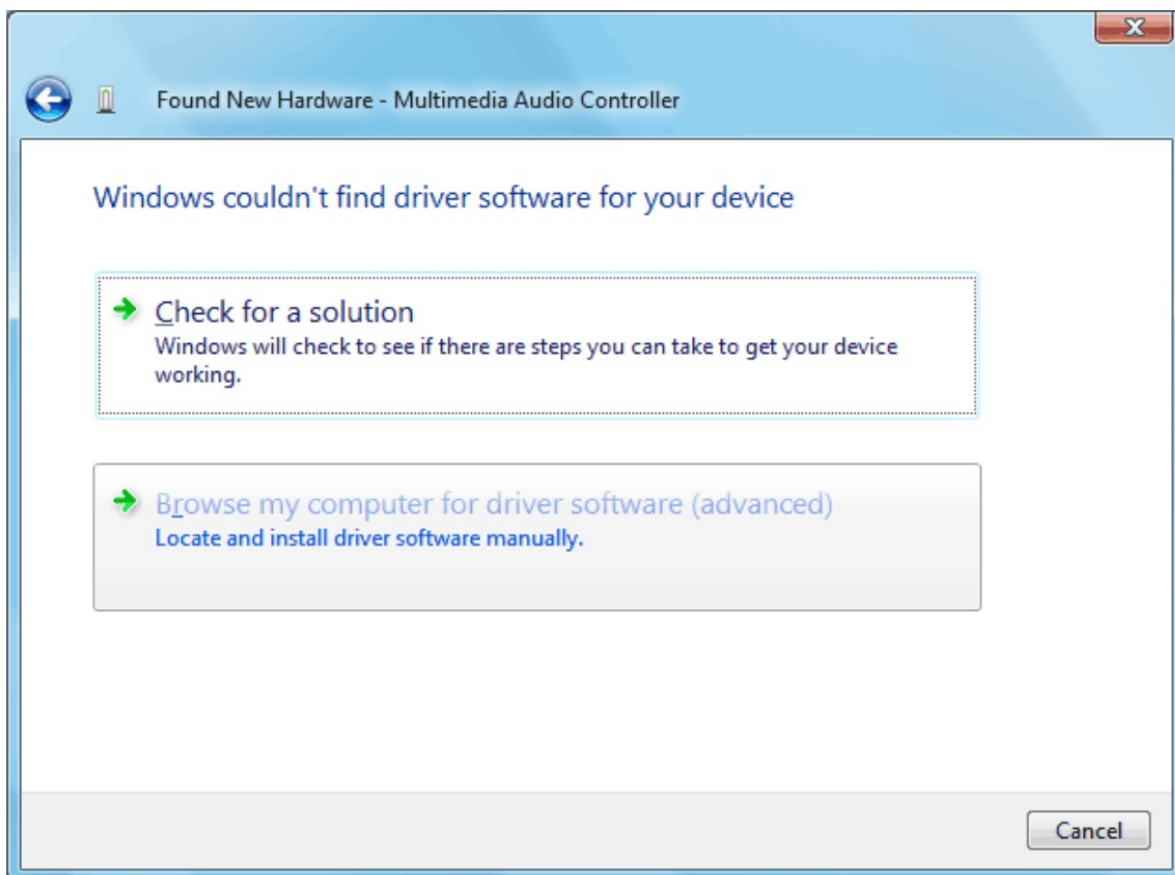 Found New Hardware - Multimedia Audio Controller
Windows couldn't find driver software for your device
Check for a solution
Windows will check to see if there are steps you can take to get your device
working.
Browse my computer for driver software (advanced)
Locate and install driver software manually.
Cancel